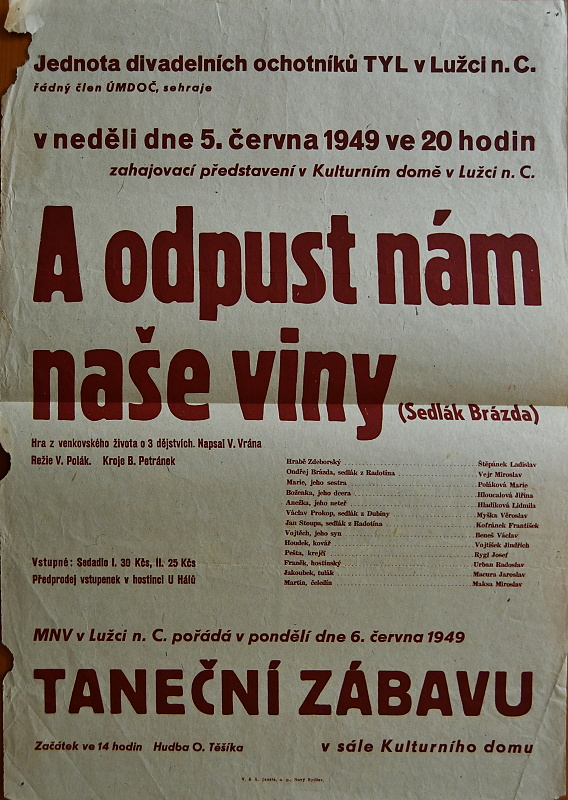 Jednota divadelních ochotníků TYL v Lužci n. C.
řádný člen ÚMDOČ, sehraje
v neděli dne 5. června 1949 ve 20 hodin
zahajovací představení v Kulturním domě v Lužci n. C.
A odpust nám
naše viny
(Sedlák Brázda)
Hra z venkovského života o 3 dějstvích. Napsal V. Vrána
Režie V. Polák. Kroje B. Petránek
Hrabě Zdeborský Štěpánek Ladislav
Ondřej Brázda, sedlák z Radotína Vejr Miroslav
Marie, jeho sestra Poláková Marie
Boženka, jeho dcera Hloucalová Jiřina
Anežka, jeho neteř Hladíková Lidmila
Václav Prokop, sedlák z Dubiny Myška Věroslav
Jan Stoupa, sedlák z Radotína Kofránek František
Vojtěch, jeho syn Beneš Václav
Houdek, kovář Vojtíšek Jindřich
Pešta, krejčí Rygl Josef
Franěk, hostinský Urban Radoslav
Jakoubek, tulák Macura Jaroslav
Martin, čeledín Maksa Miroslav
Vstupné: Sedadlo I. 30 Kčs, II. 25 Kčs
Předprodej vstupenek v hostinci U Hálů
MNV v Lužci n. C. pořádá v pondělí dne 6. června 1949
TANEČNÍ ZÁBAVU
Začátek ve 14 hodin Hudba O. Těšíka v sále Kulturního domu
V. & A. Janata, n. p., Nový Bydžov.